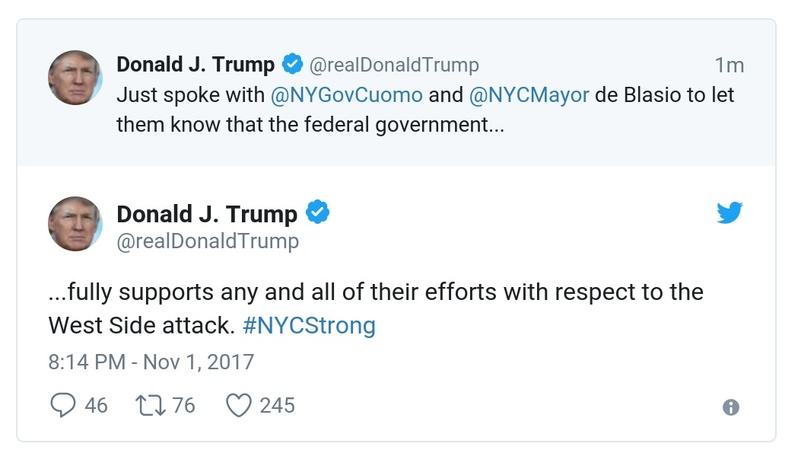 Donald J. Trump @realDonaldTrump 1m
Just spoke with @NYGovCuomo and @NYCMayor de Blasio to let
them know that the federal government...
Donald J. Trump
@realDonaldTrump
...fully supports any and all of their efforts with respect to the
West Side attack. #NYCStrong
8:14 PM - Nov 1, 2017
46 76 245